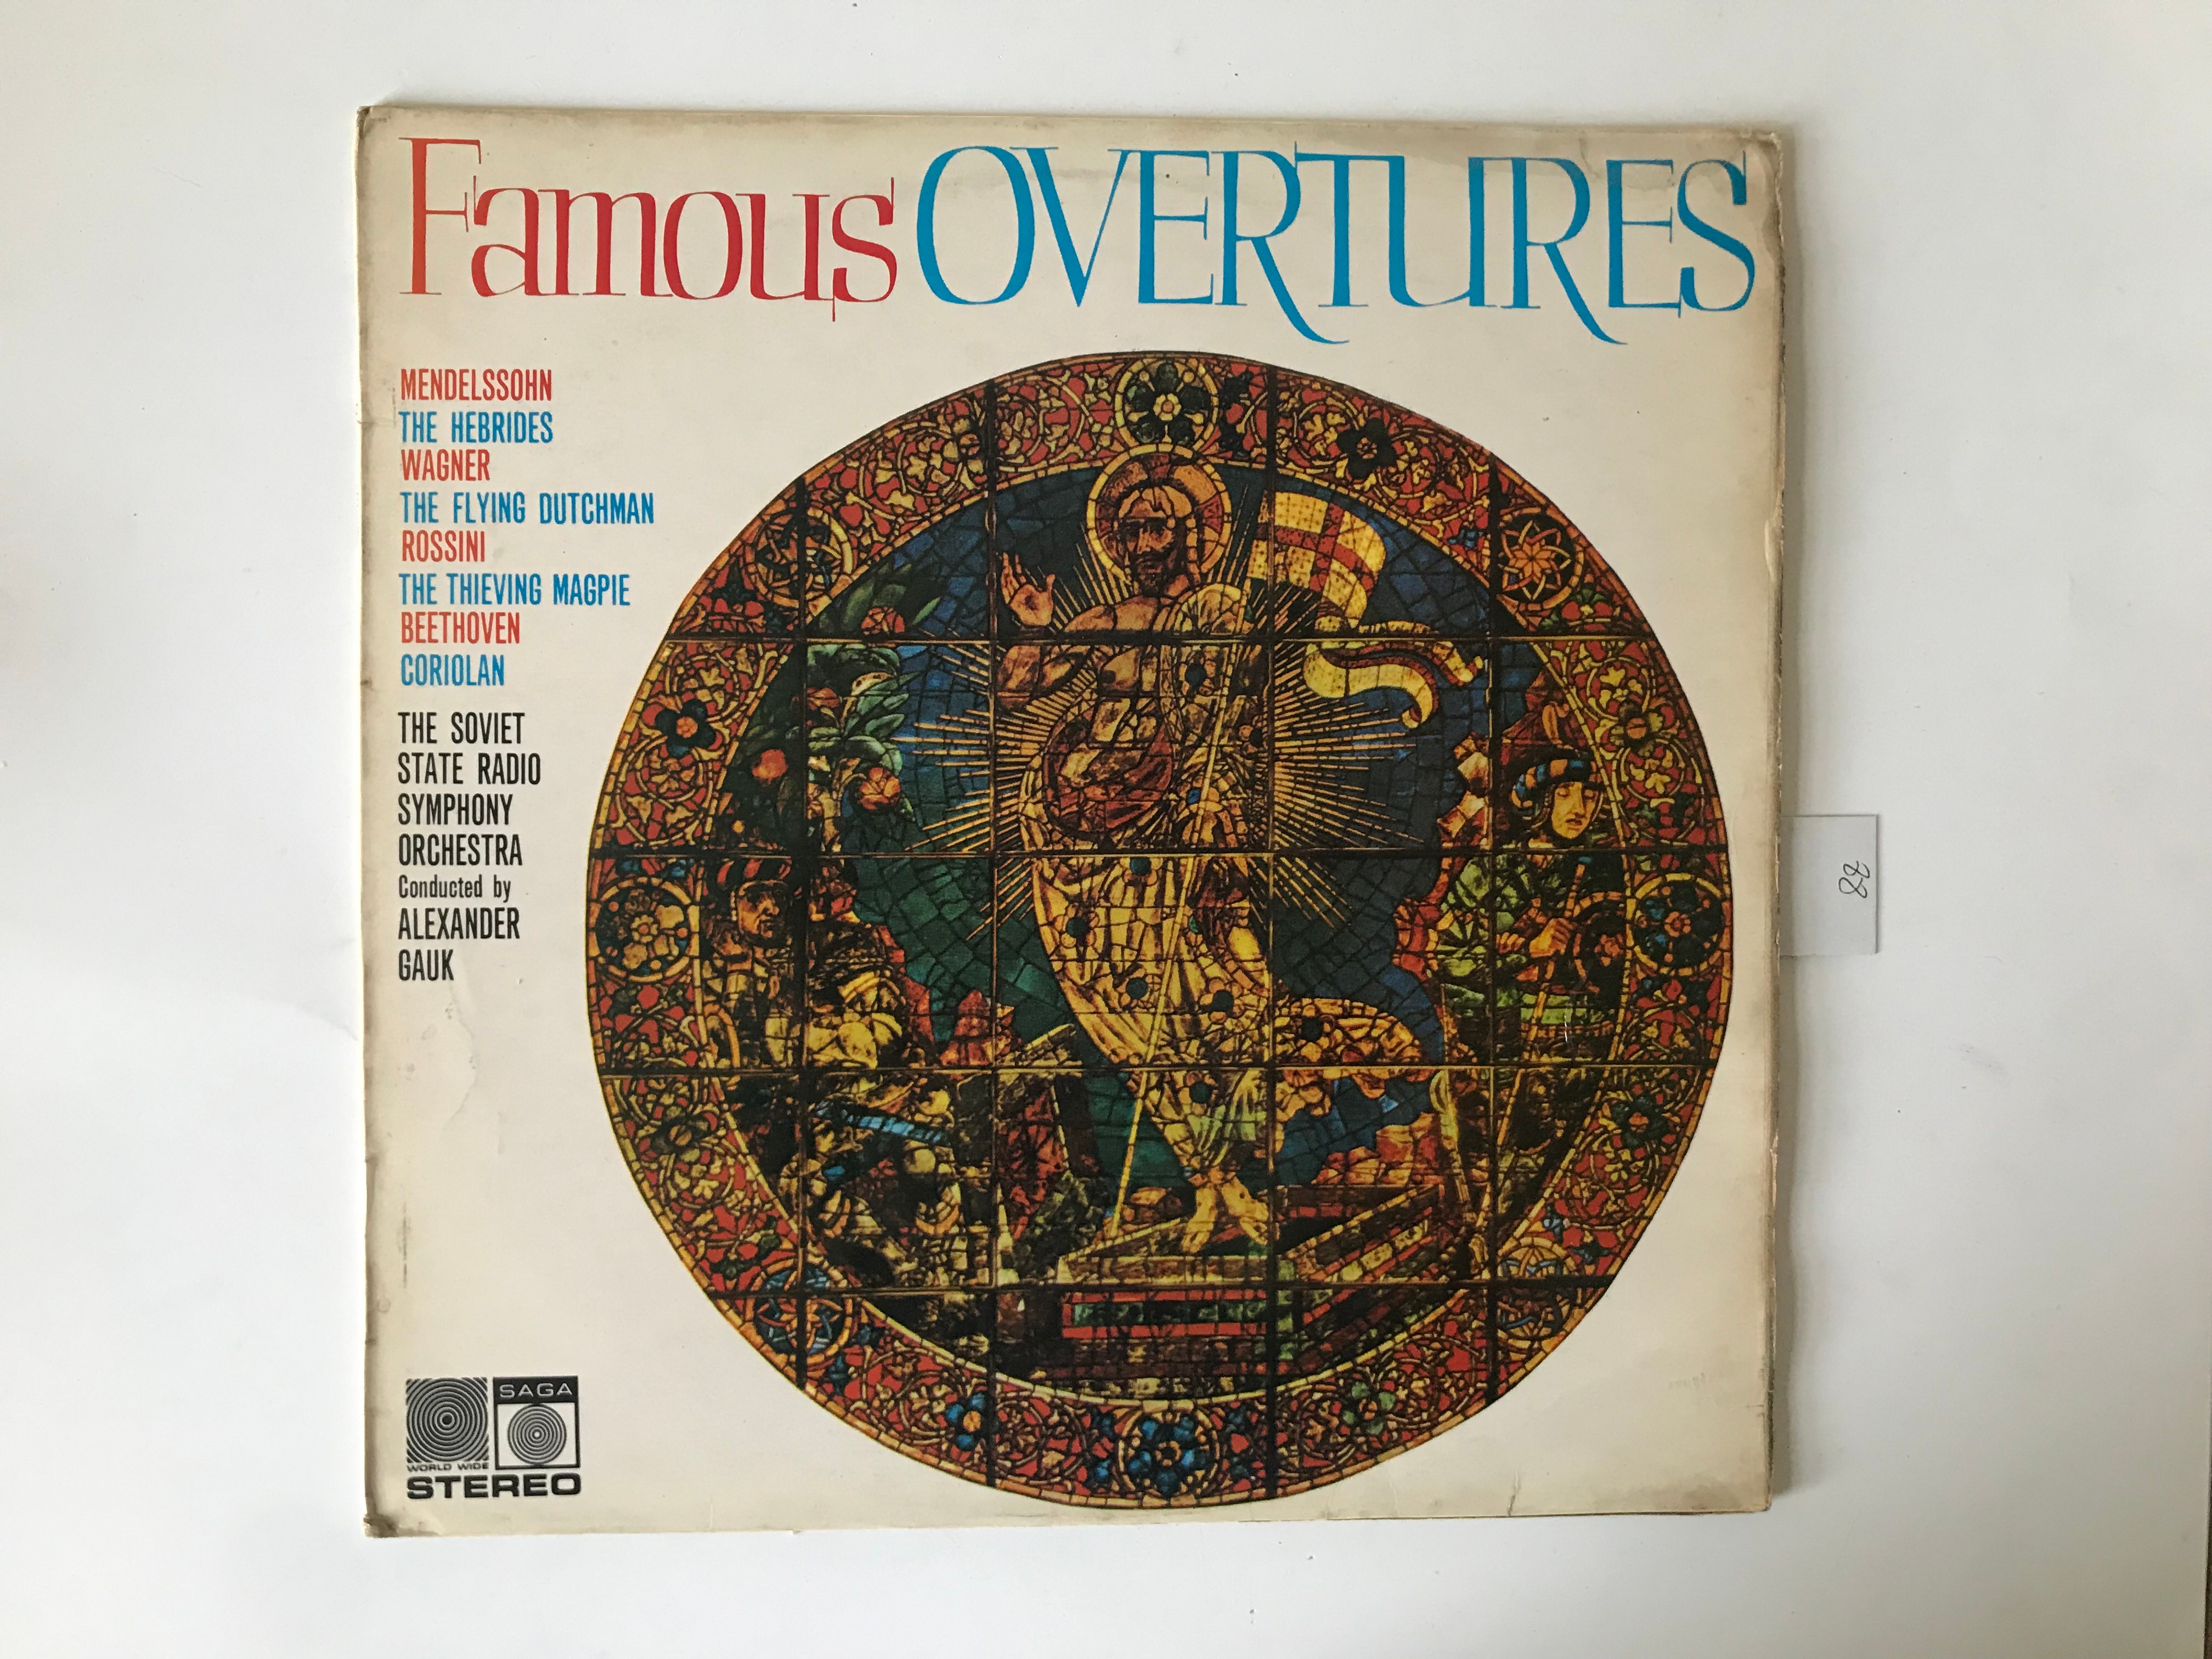 Famous OVERTURES
MENDELSSOHN
THE HEBRIDES
WAGNER
THE FLYING DUTCHMAN
ROSSINI
THE THIEVING MAGPIE
BEETHOVEN
CORIOLAN
THE SOVIET
STATE RADIO
SYMPHONY
ORCHESTRA
Conducted by
ALEXANDER
GAUK
SAGA
WORLD WIDE
STEREO
88